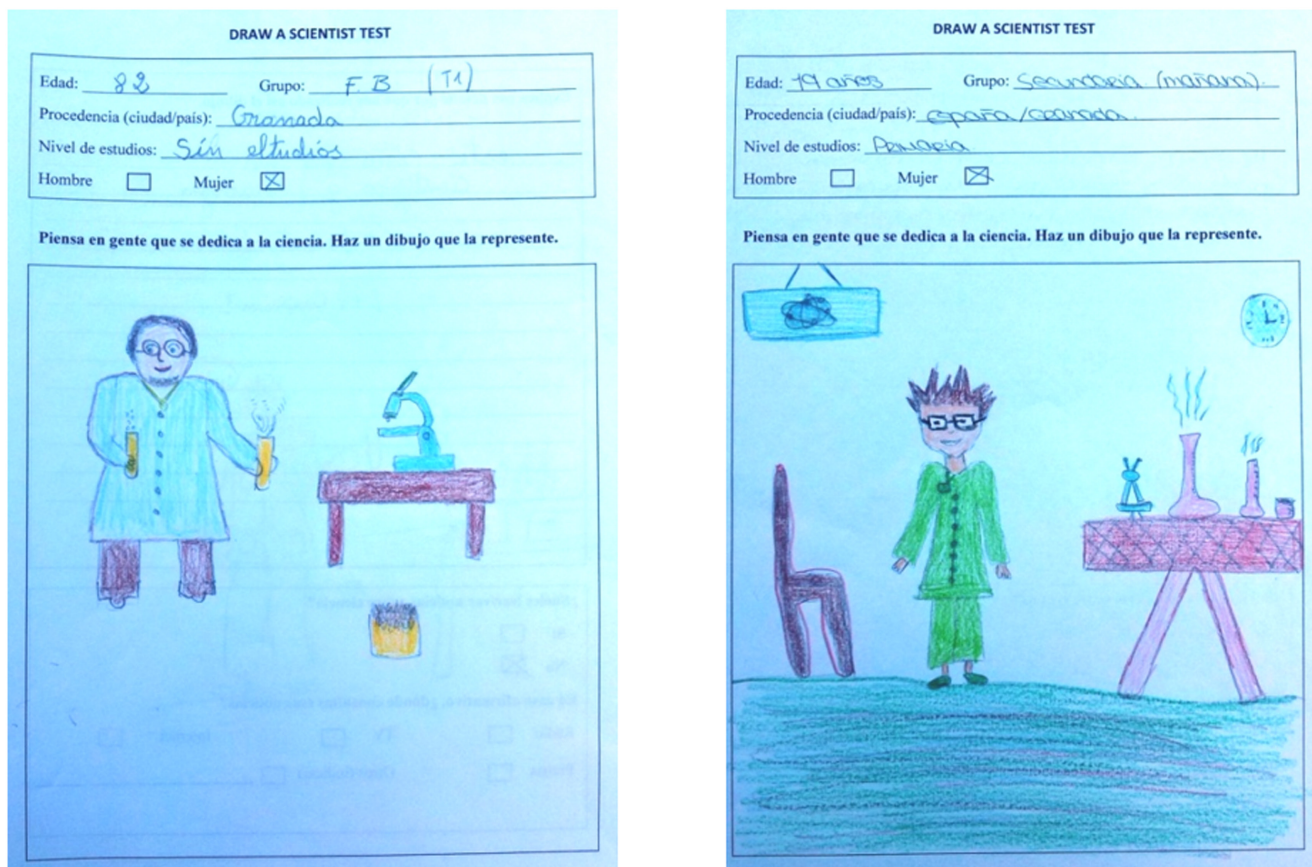 DRAW A SCIENTIST TEST
Edad: 82 Grupo: F.B (T1)
Procedencia (ciudad/país): Granada
Nivel de estudios: Sin eltudios
Hombre Mujer
Piensa en gente que se dedica a la ciencia. Haz un dibujo que la represente.
DRAW A SCIENTIST TEST
Edad: 19 años Grupo: Secundaria (mañana).
Procedencia (ciudad/país): España/Granada.
Nivel de estudios: Primaria
Hombre Mujer
Piensa en gente que se dedica a la ciencia. Haz un dibujo que la represente.